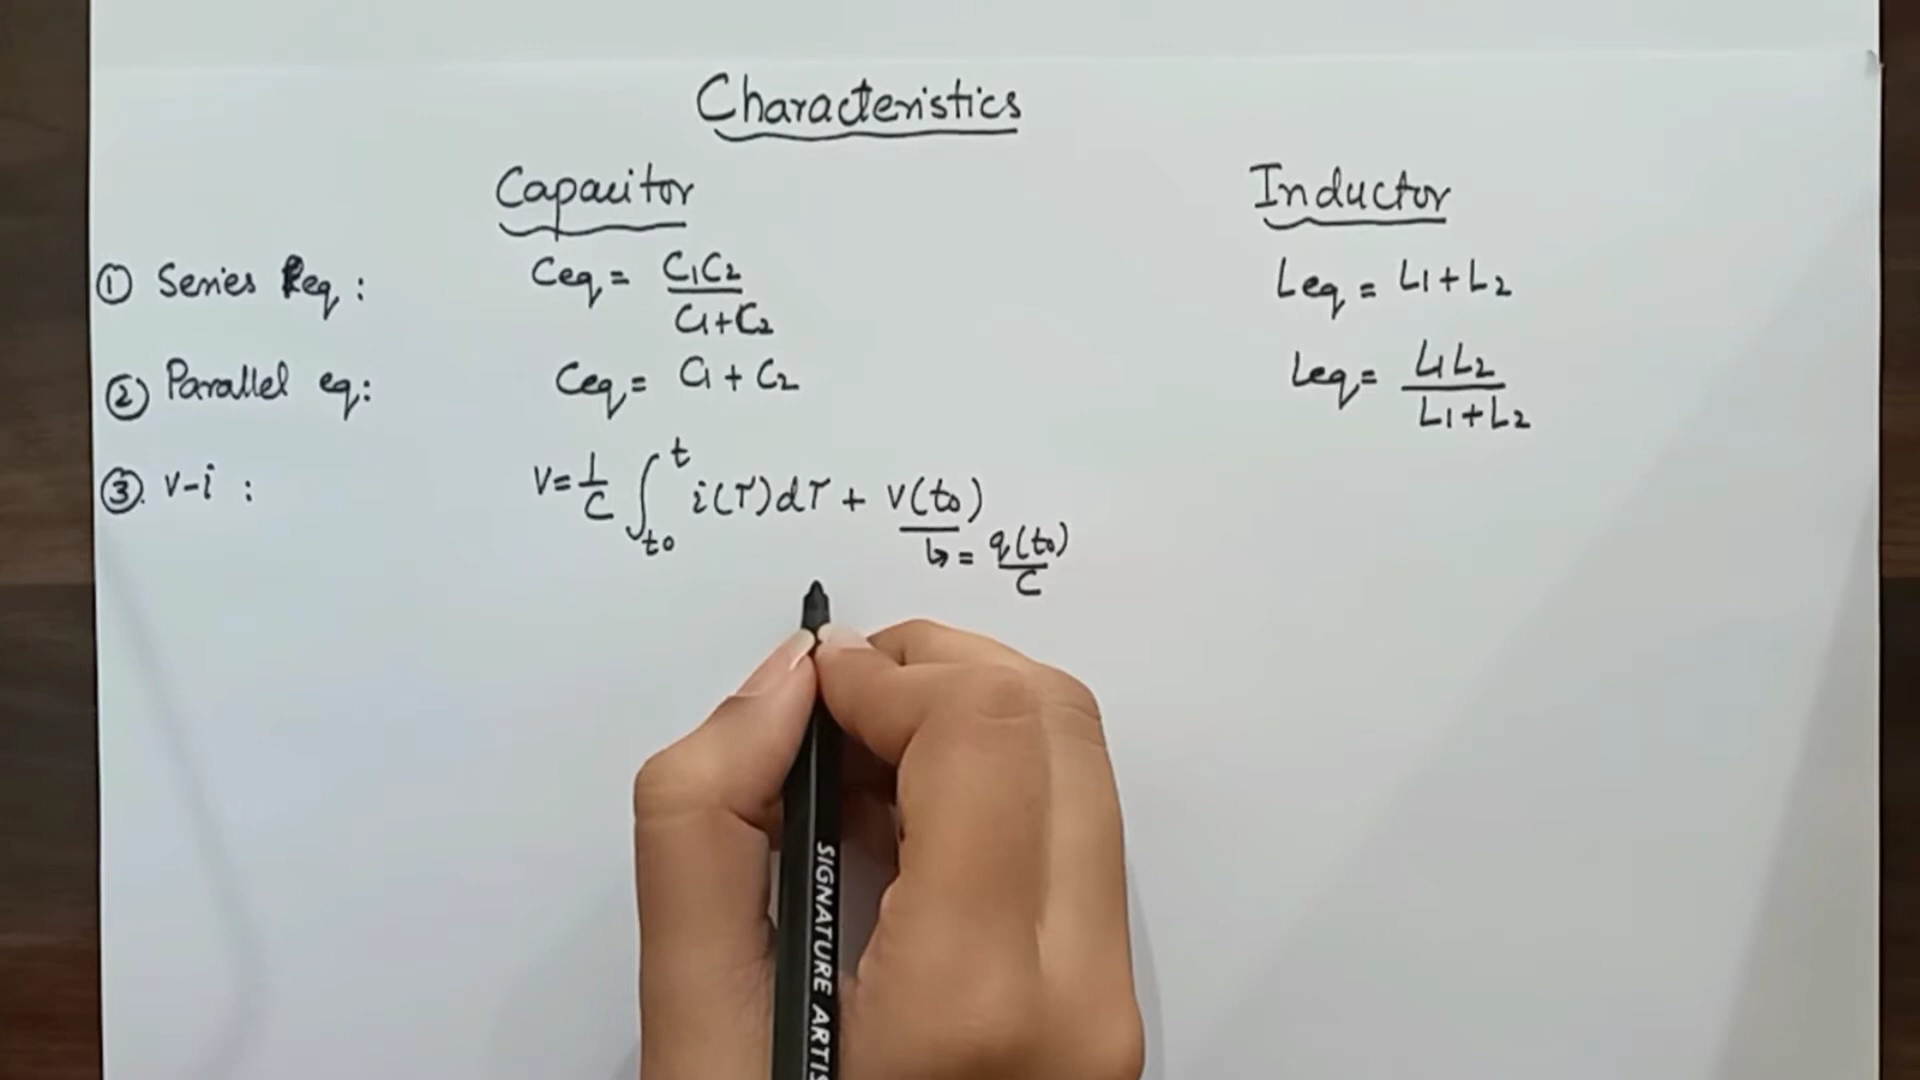 Characteristics
Capacitor Inductor
① Series Req : Ceq = C1C2 / C1+C2 Leq = L1+L2
② Parallel eq: Ceq = C1 + C2 Leq = L1L2 / L1+L2
③. v-i : V = 1/C ∫_t0^t i(τ)dτ + v(t0)
↳ = q(t0) / C
SIGNATURE ARTIS